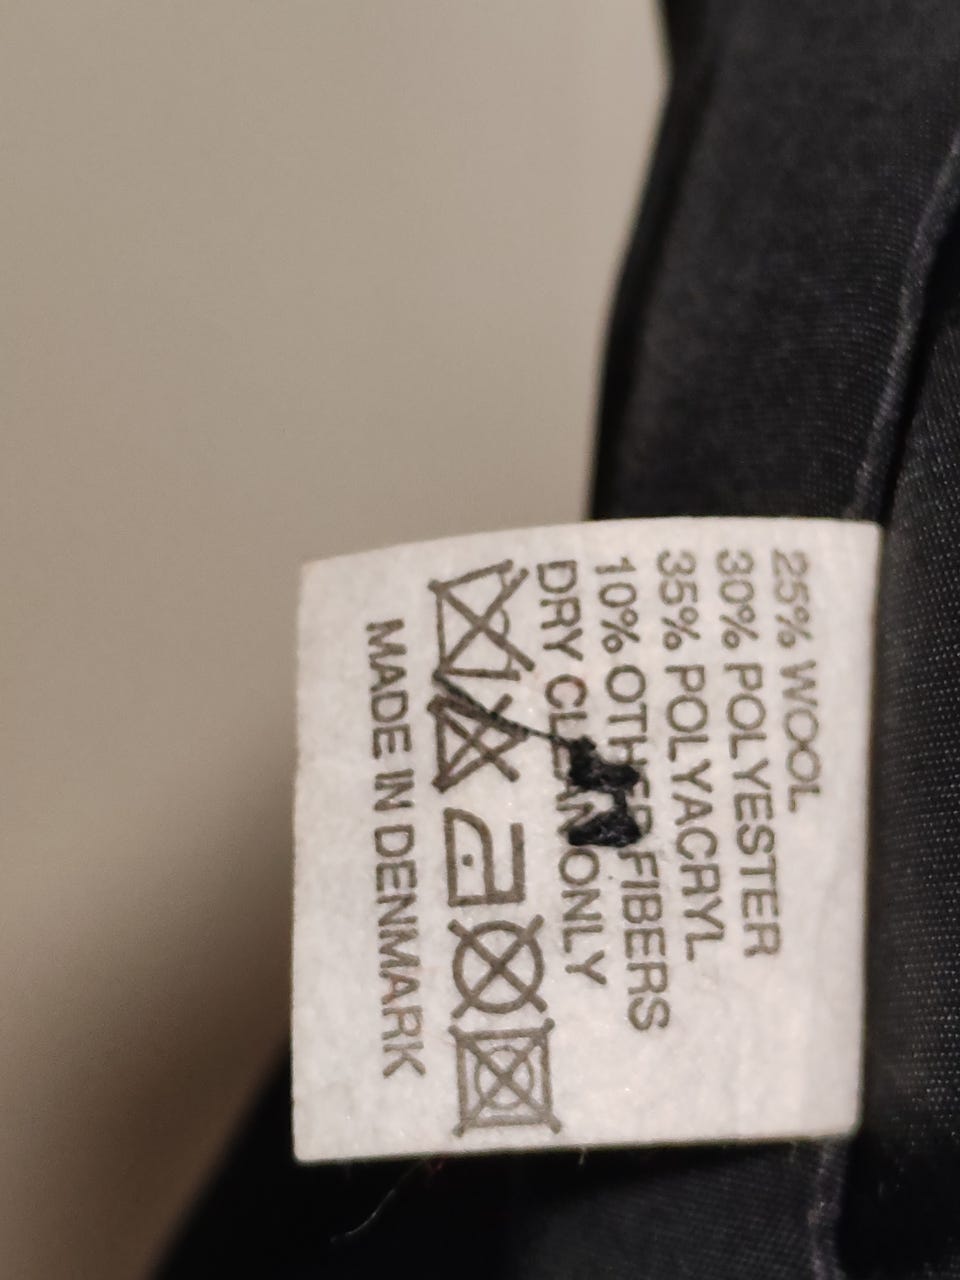 25% WOOL
30% POLYESTER
35% POLYACRYL
10% OTHER FIBERS
DRY CLEAN ONLY
MADE IN DENMARK